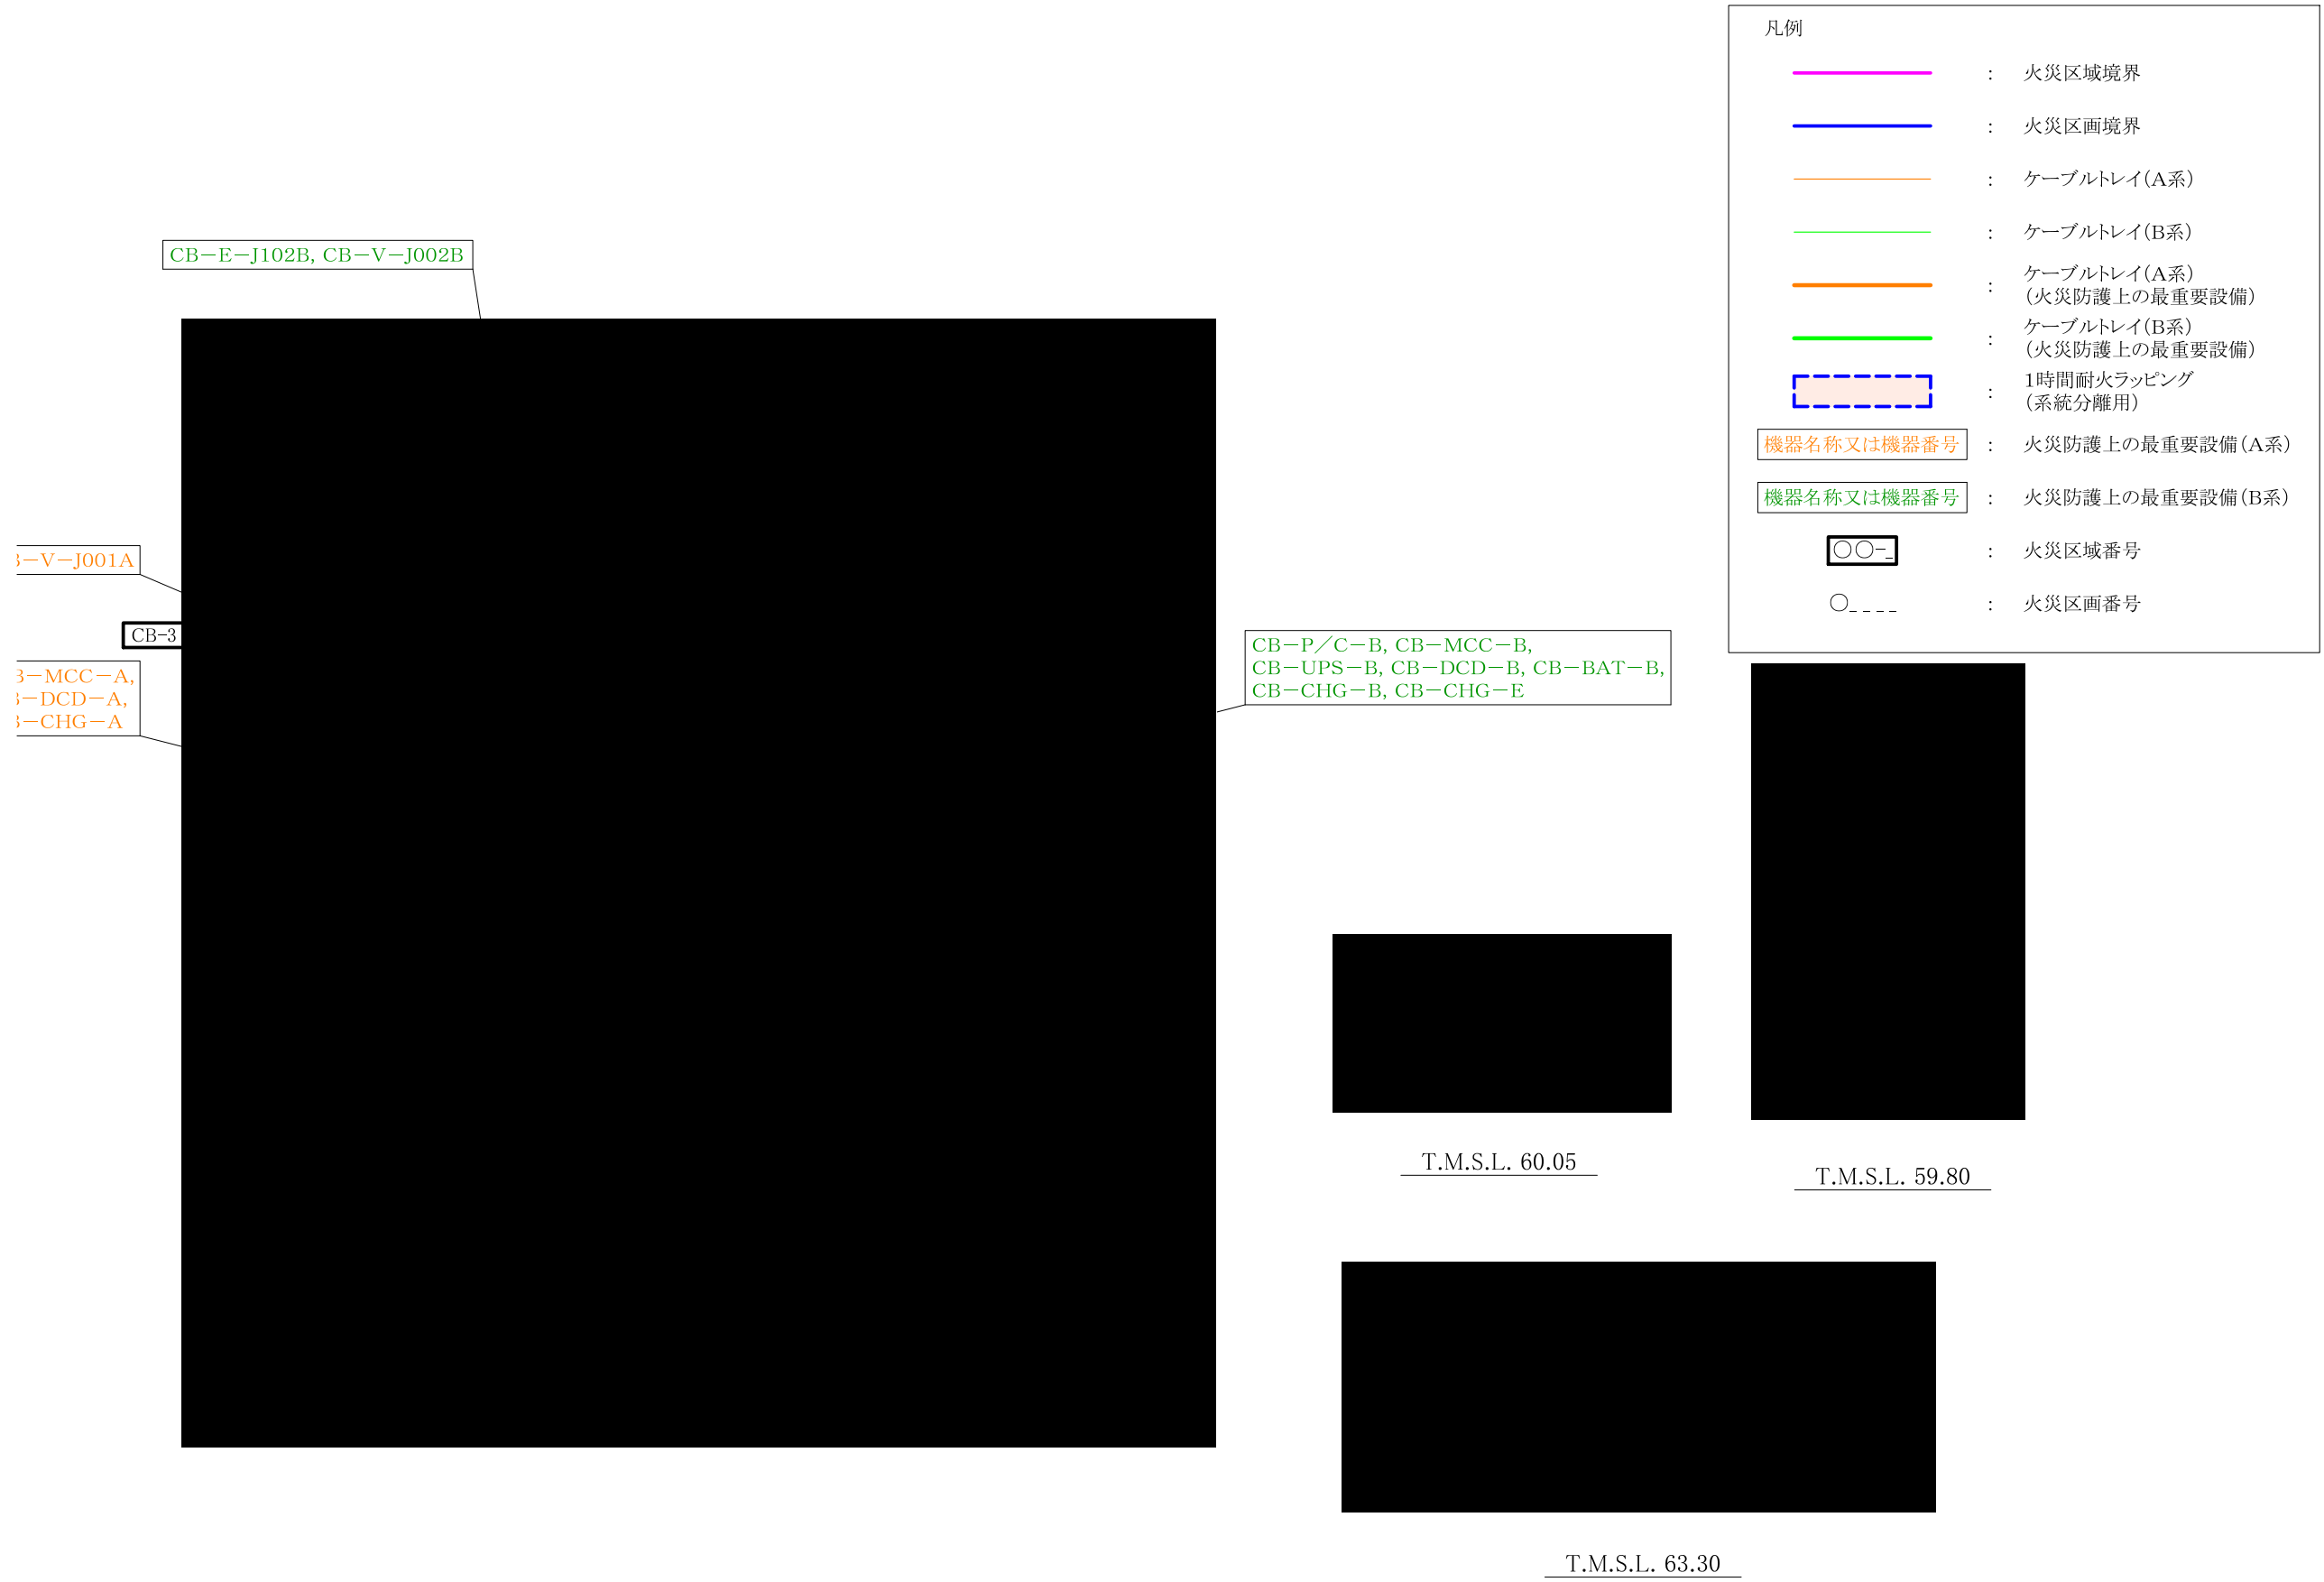 凡例
： 火災区域境界
： 火災区画境界
： ケーブルトレイ(A系)
： ケーブルトレイ(B系)
： ケーブルトレイ(A系)
(火災防護上の最重要設備)
： ケーブルトレイ(B系)
(火災防護上の最重要設備)
： 1時間耐火ラッピング
(系統分離用)
機器名称又は機器番号 ： 火災防護上の最重要設備(A系)
機器名称又は機器番号 ： 火災防護上の最重要設備(B系)
○○-_ ： 火災区域番号
○_ _ _ _ ： 火災区画番号
CB－E－J102B, CB－V－J002B
－V－J001A
CB-3
－MCC－A,
－DCD－A,
－CHG－A
CB－P／C－B, CB－MCC－B,
CB－UPS－B, CB－DCD－B, CB－BAT－B,
CB－CHG－B, CB－CHG－E
T.M.S.L. 60.05
T.M.S.L. 59.80
T.M.S.L. 63.30